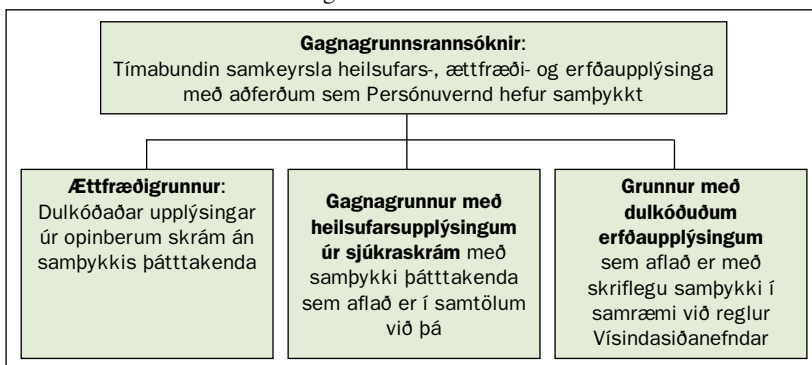 Gagnagrunnsrannsóknir:
Tímabundin samkeyrsla heilsufars-, ættfræði- og erfðaupplýsinga
með aðferðum sem Persónuvernd hefur samþykkt
Ættfræðigrunnur:
Dulkóðaðar upplýsingar
úr opinberum skrám án
samþykkis þátttakenda
Gagnagrunnur með
heilsufarsupplýsingum
úr sjúkraskrám með
samþykki þátttakenda
sem aflað er í samtölum
við þá
Grunnur með
dulkóðuðum
erfðaupplýsingum
sem aflað er með
skriflegu samþykki í
samræmi við reglur
Vísindasiðanefndar